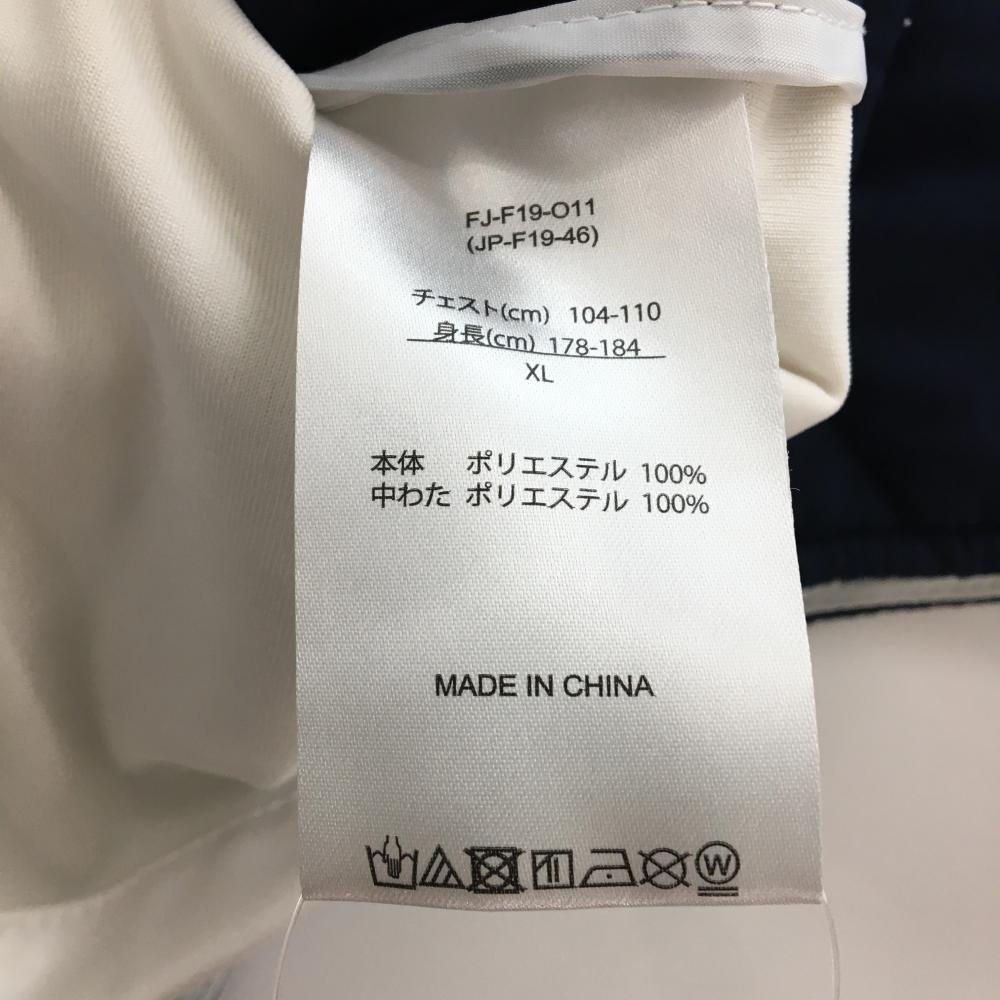 FJ-F19-O11
(JP-F19-46)
チェスト(cm) 104-110
身長(cm) 178-184
XL
本体 ポリエステル 100%
中わた ポリエステル 100%
MADE IN CHINA
W